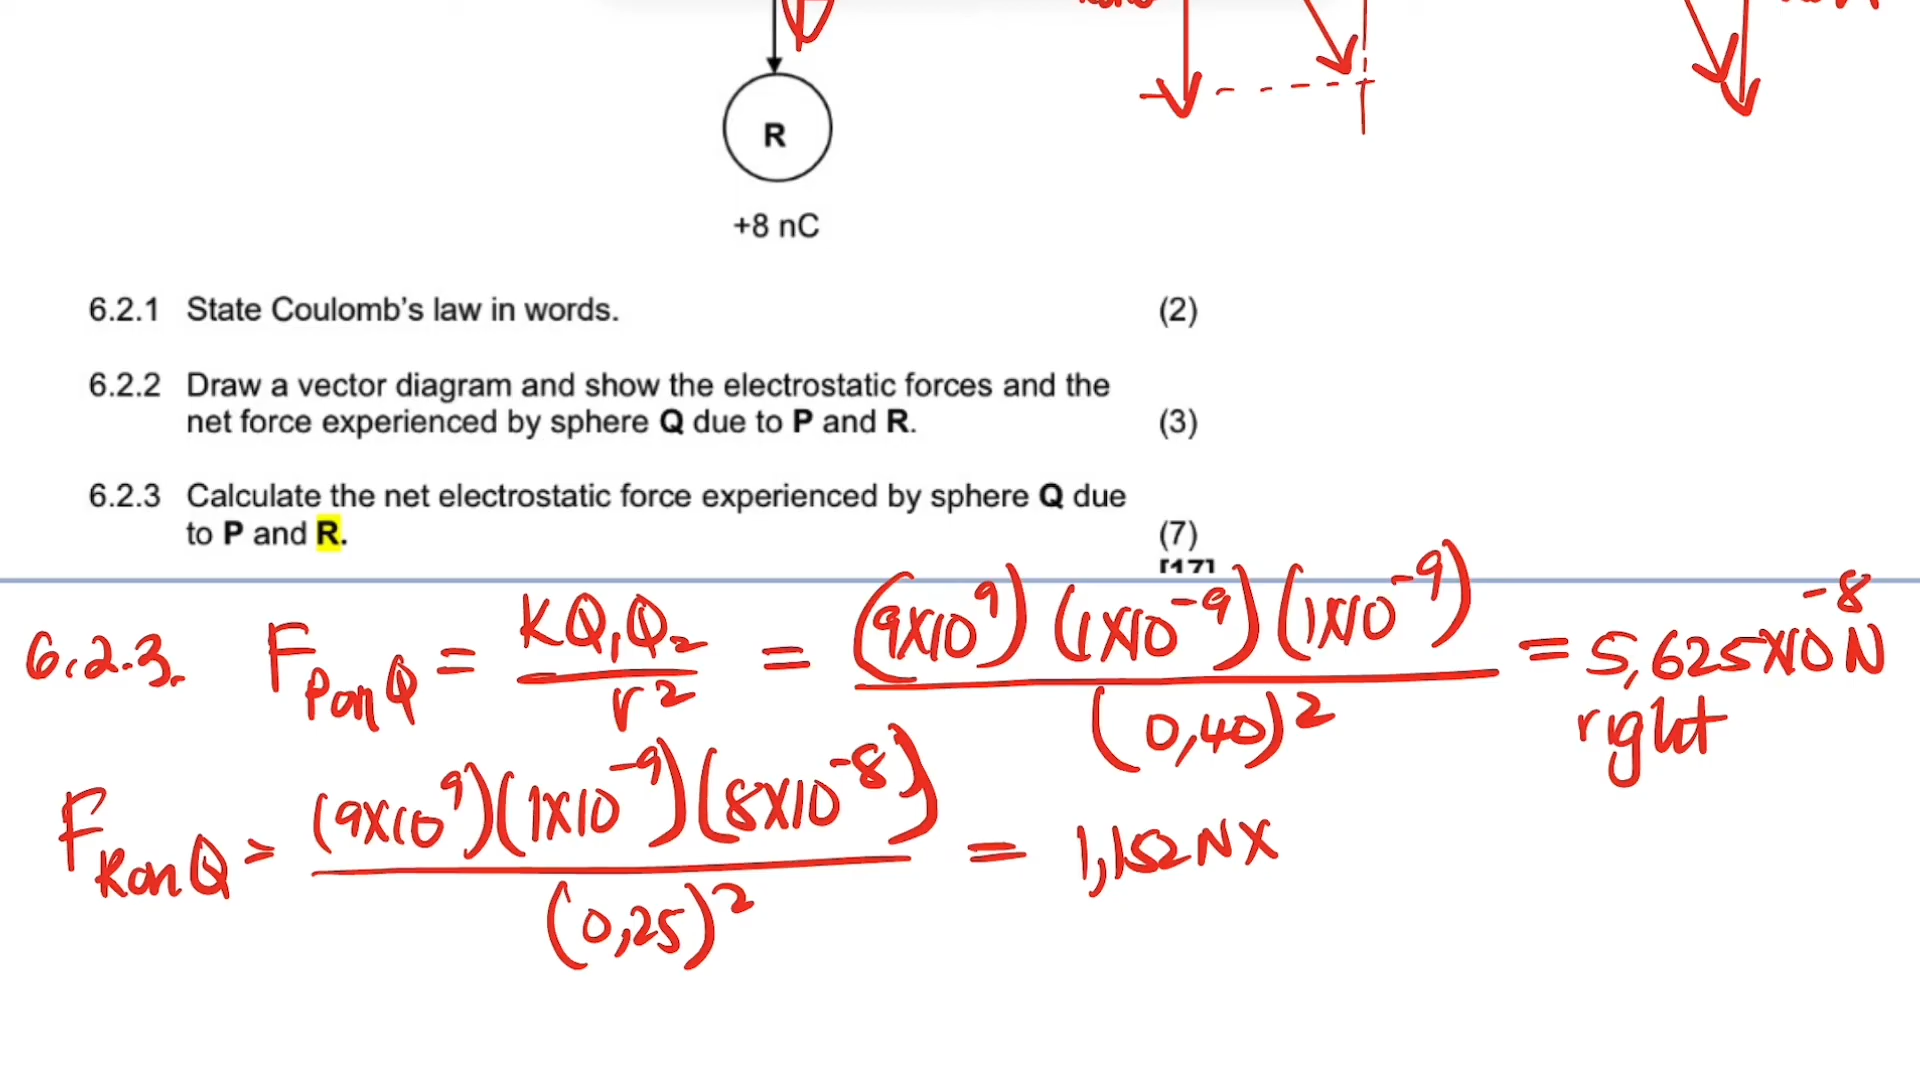 R
+8 nC
6.2.1 State Coulomb's law in words. (2)
6.2.2 Draw a vector diagram and show the electrostatic forces and the
net force experienced by sphere Q due to P and R. (3)
6.2.3 Calculate the net electrostatic force experienced by sphere Q due
to P and R. (7)
[17]
6.2.3. F PonQ = KQ₁Q₂ / r² = (9X10⁹)(1X10⁻⁹)(1X10⁻⁹) / (0,40)² = 5,625X10⁻⁸ N
right
F RonQ = (9X10⁹)(1X10⁻⁹)(8X10⁻⁸) / (0,25)² = 1,152 N X